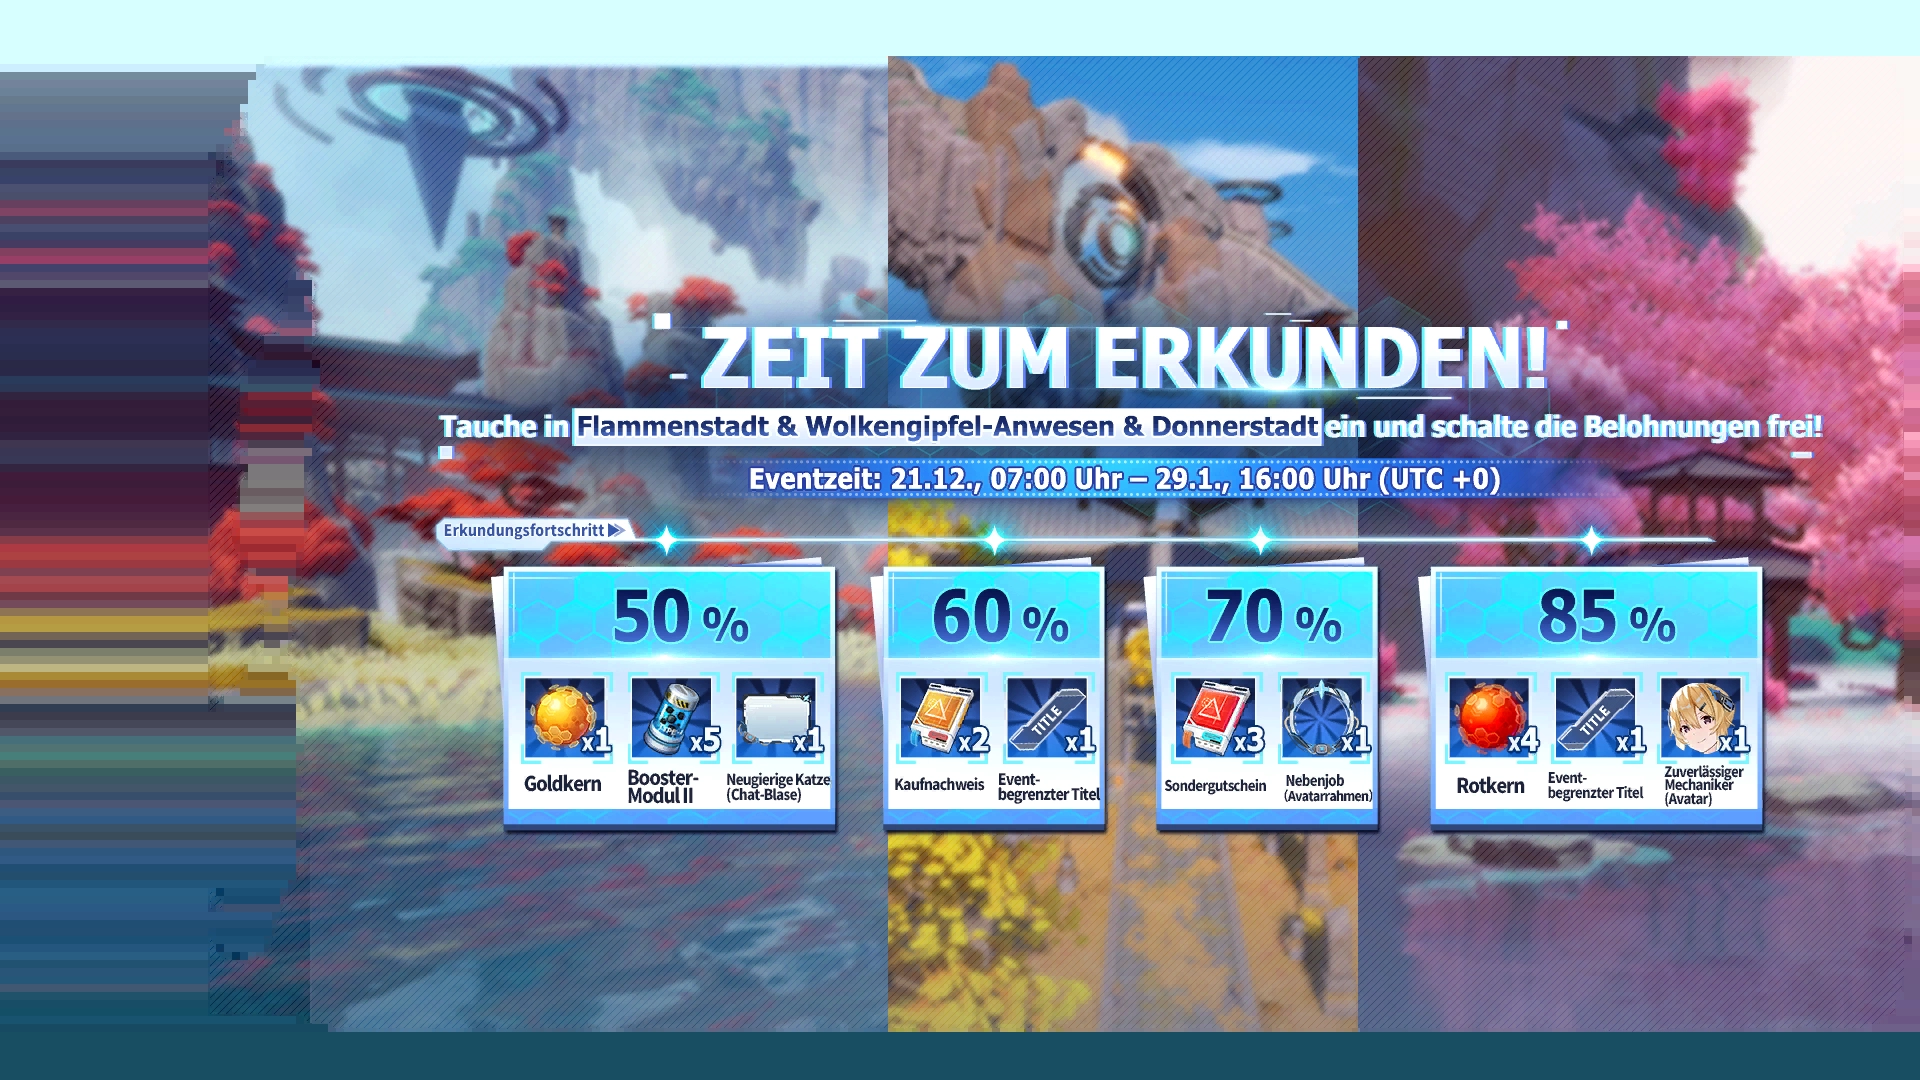 ZEIT ZUM ERKUNDEN!
Tauche in Flammenstadt & Wolkengipfel-Anwesen & Donnerstadt ein und schalte die Belohnungen frei!
Eventzeit: 21.12., 07:00 Uhr – 29.1., 16:00 Uhr (UTC +0)
Erkundungsfortschritt
50 %
x1
x5
TYPE II
x1
Goldkern
Booster-
Modul II
Neugierige Katze
(Chat-Blase)
60 %
x2
TITLE
x1
Kaufnachweis
Event-
begrenzter Titel
70 %
x3
x1
Sondergutschein
Nebenjob
(Avatarrahmen)
85 %
x4
TITLE
x1
x1
Rotkern
Event-
begrenzter Titel
Zuverlässiger
Mechaniker
(Avatar)